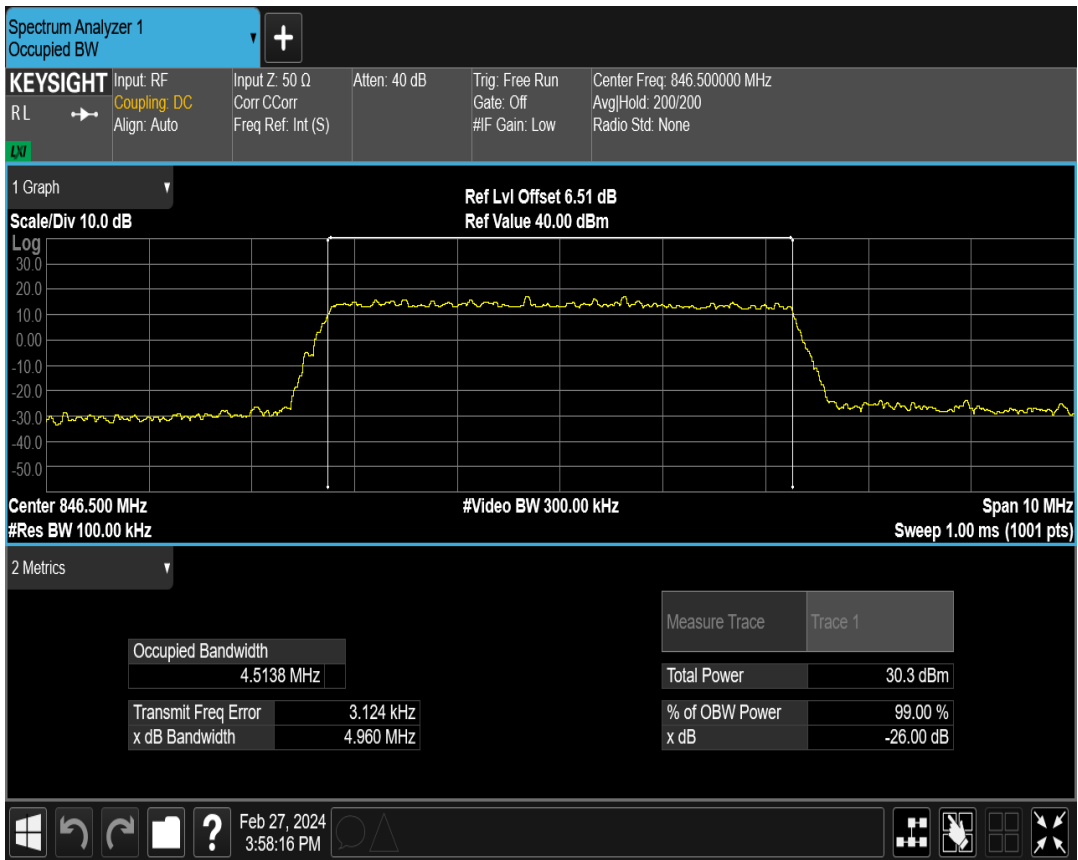 Spectrum Analyzer 1
Occupied BW
KEYSIGHT
RL
LXI
Input: RF
Coupling: DC
Align: Auto
Input Z: 50 Ω
Corr CCorr
Freq Ref: Int (S)
Atten: 40 dB
Trig: Free Run
Gate: Off
#IF Gain: Low
Center Freq: 846.500000 MHz
Avg|Hold: 200/200
Radio Std: None
1 Graph
Ref Lvl Offset 6.51 dB
Scale/Div 10.0 dB
Ref Value 40.00 dBm
Log
30.0
20.0
10.0
0.00
-10.0
-20.0
-30.0
-40.0
-50.0
Center 846.500 MHz
#Video BW 300.00 kHz
Span 10 MHz
#Res BW 100.00 kHz
Sweep 1.00 ms (1001 pts)
2 Metrics
Measure Trace
Trace 1
Occupied Bandwidth
4.5138 MHz
Total Power
30.3 dBm
Transmit Freq Error
3.124 kHz
% of OBW Power
99.00 %
x dB Bandwidth
4.960 MHz
x dB
-26.00 dB
?
Feb 27, 2024
3:58:16 PM